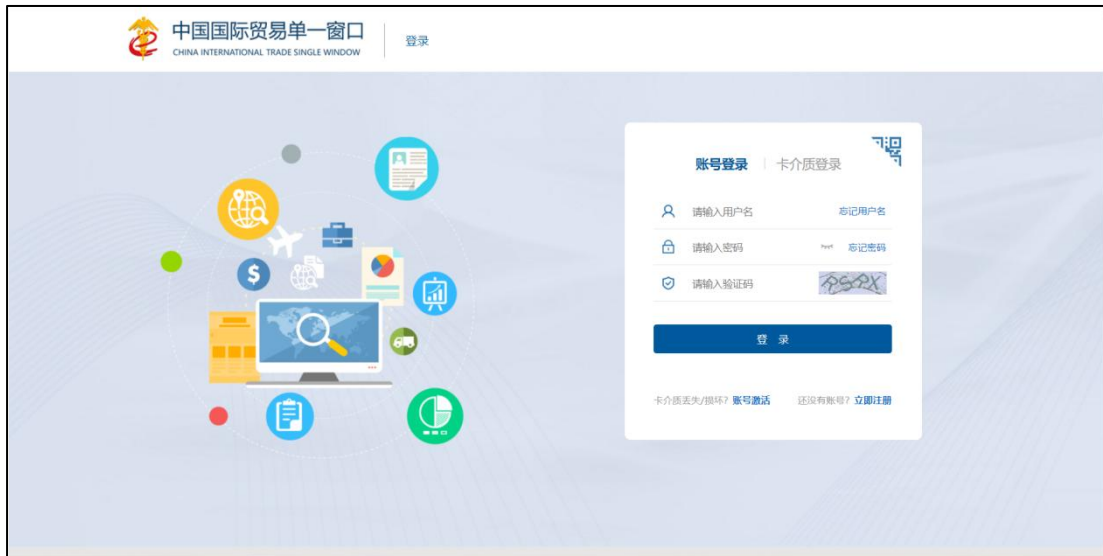 中国国际贸易单一窗口
CHINA INTERNATIONAL TRADE SINGLE WINDOW
登录
账号登录 卡介质登录
请输入用户名 忘记用户名
请输入密码 忘记密码
请输入验证码
登 录
卡介质丢失/损坏? 账号激活 还没有账号? 立即注册